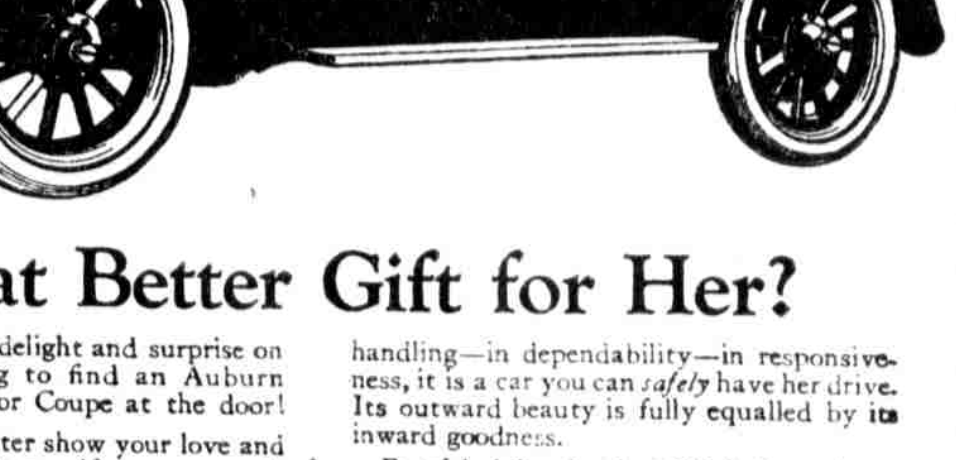 at Better Gift for Her?
delight and surprise on
g to find an Auburn
or Coupe at the door!
ter show your love and
handling—in dependability—in responsive-
ness, it is a car you can safely have her drive.
Its outward beauty is fully equalled by its
inward goodness.